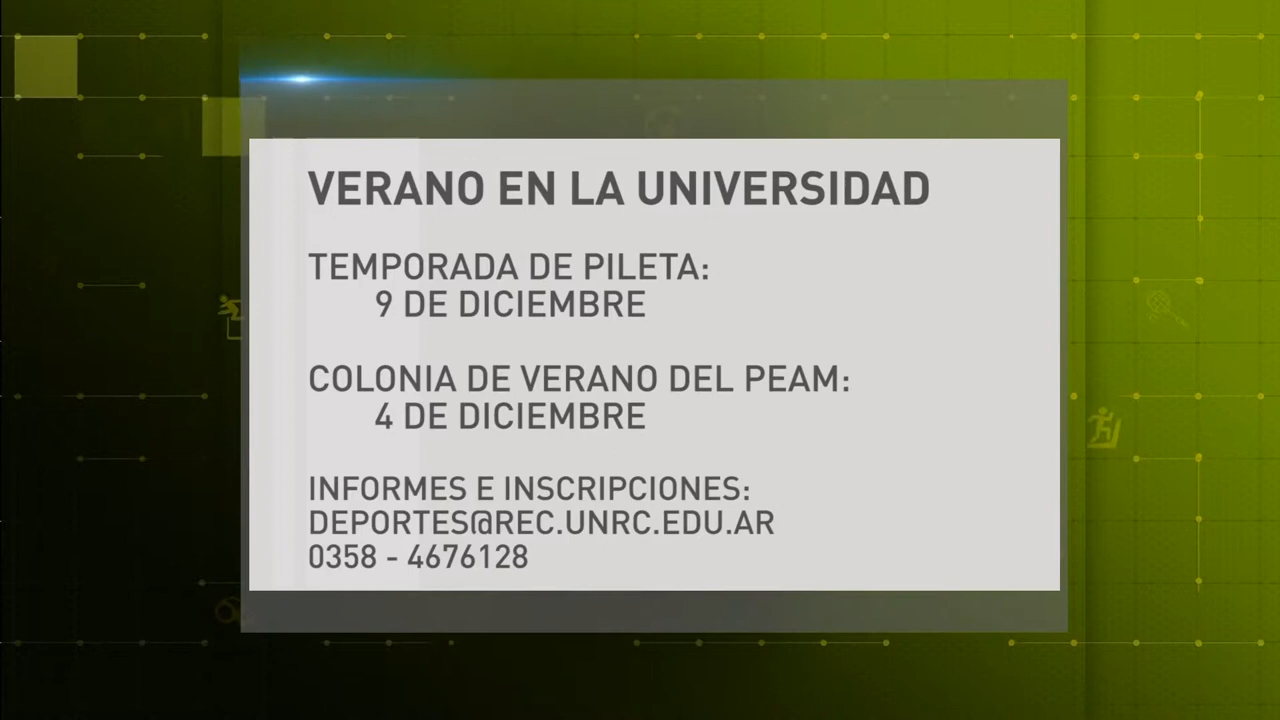 VERANO EN LA UNIVERSIDAD
TEMPORADA DE PILETA:
9 DE DICIEMBRE
COLONIA DE VERANO DEL PEAM:
4 DE DICIEMBRE
INFORMES E INSCRIPCIONES:
DEPORTES@REC.UNRC.EDU.AR
0358 - 4676128